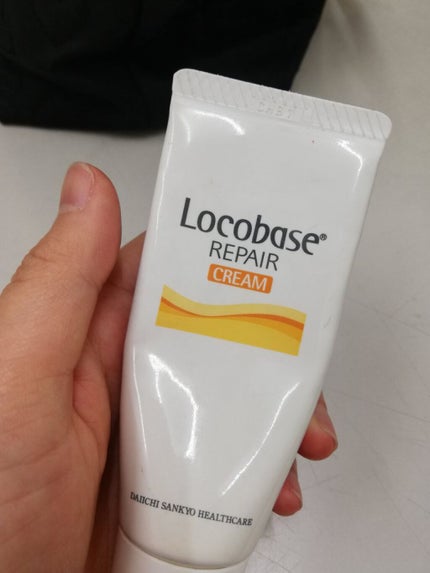 Locobase®
REPAIR
CREAM
DAIICHI SANKYO HEALTHCARE